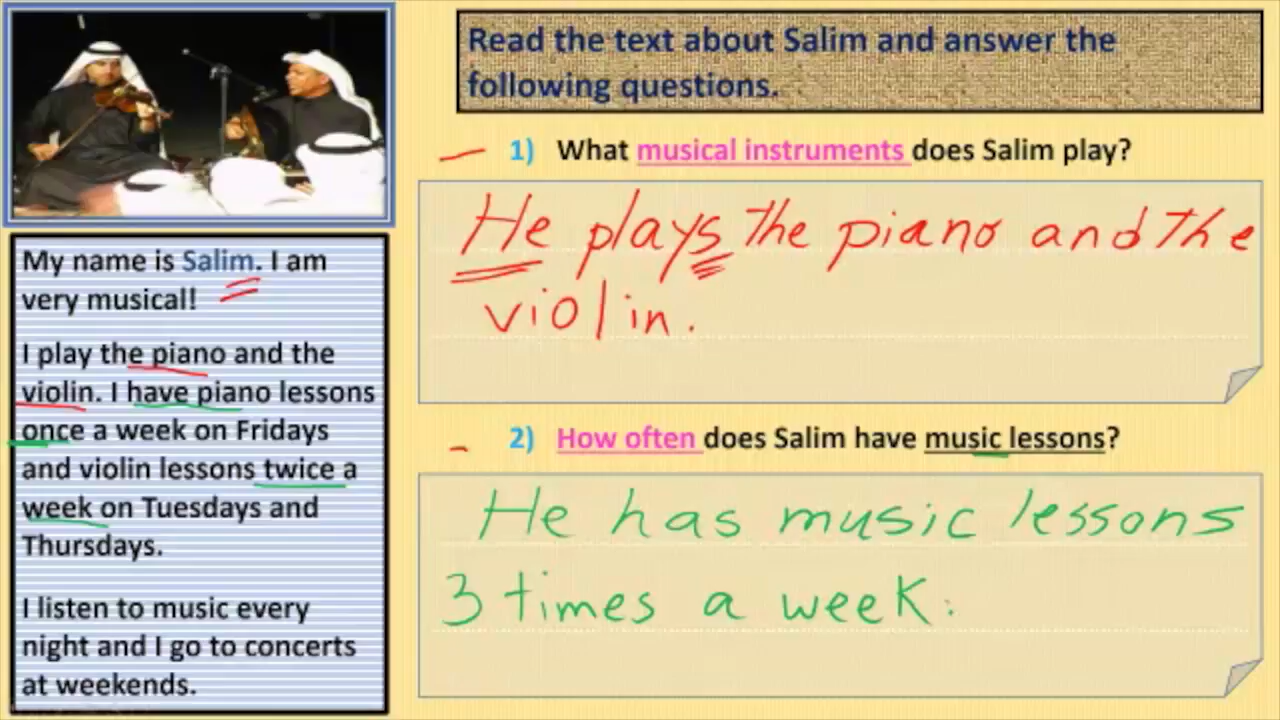 Read the text about Salim and answer the
following questions.
1) What musical instruments does Salim play?
He plays the piano and the
violin.
2) How often does Salim have music lessons?
He has music lessons
3 times a week.
My name is Salim. I am
very musical!
I play the piano and the
violin. I have piano lessons
once a week on Fridays
and violin lessons twice a
week on Tuesdays and
Thursdays.
I listen to music every
night and I go to concerts
at weekends.